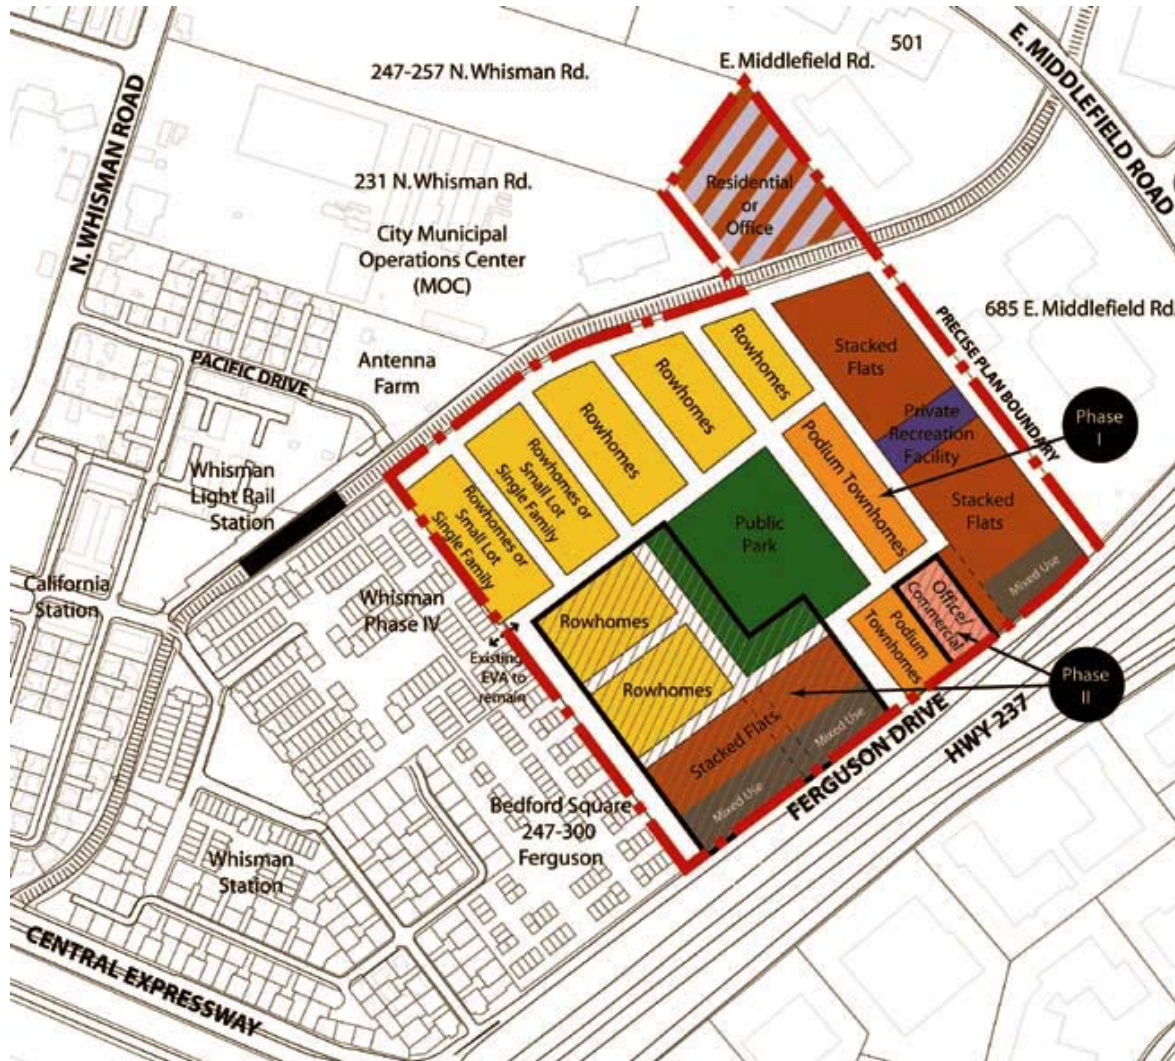 501
E. Middlefield Rd.
247-257 N. Whisman Rd.
E. MIDDLEFIELD ROAD
N. WHISMAN ROAD
231 N. Whisman Rd.
City Municipal
Operations Center
(MOC)
Residential
or
Office
685 E. Middlefield Rd.
PRECISE PLAN BOUNDARY
PACIFIC DRIVE
Antenna
Farm
Rowhomes
Rowhomes
Rowhomes
Rowhomes or
Small Lot
Single Family
Rowhomes or
Small Lot
Single Family
Stacked
Flats
Private
Recreation
Facility
Phase
I
Podium Townhomes
Stacked
Flats
Mixed Use
Whisman
Light Rail
Station
Public
Park
California
Station
Whisman
Phase IV
Existing
EVA to
remain
Rowhomes
Rowhomes
Office/
Commercial
Podium
Townhomes
Phase
II
Stacked Flats
Mixed Use
Mixed Use
FERGUSON DRIVE
HWY 237
Bedford Square
247-300
Ferguson
Whisman
Station
CENTRAL EXPRESSWAY